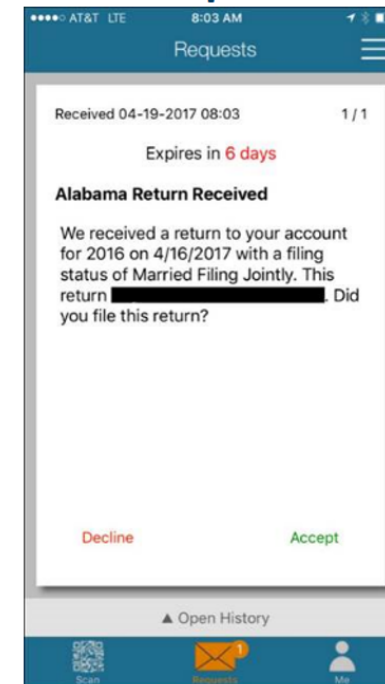 AT&T LTE 8:03 AM
Requests
Received 04-19-2017 08:03 1 / 1
Expires in 6 days
Alabama Return Received
We received a return to your account
for 2016 on 4/16/2017 with a filing
status of Married Filing Jointly. This
return . Did
you file this return?
Decline Accept
▲ Open History
1
Scan Requests Me